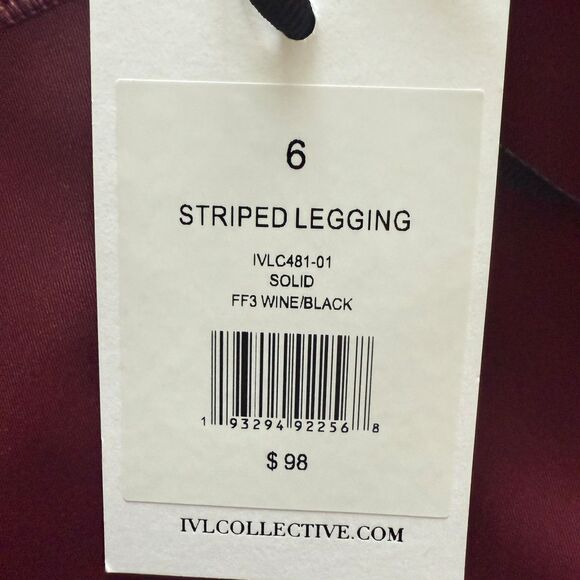 6
STRIPED LEGGING
IVLC481-01
SOLID
FF3 WINE/BLACK
1 93294 92256 8
$ 98
IVLCOLLECTIVE.COM